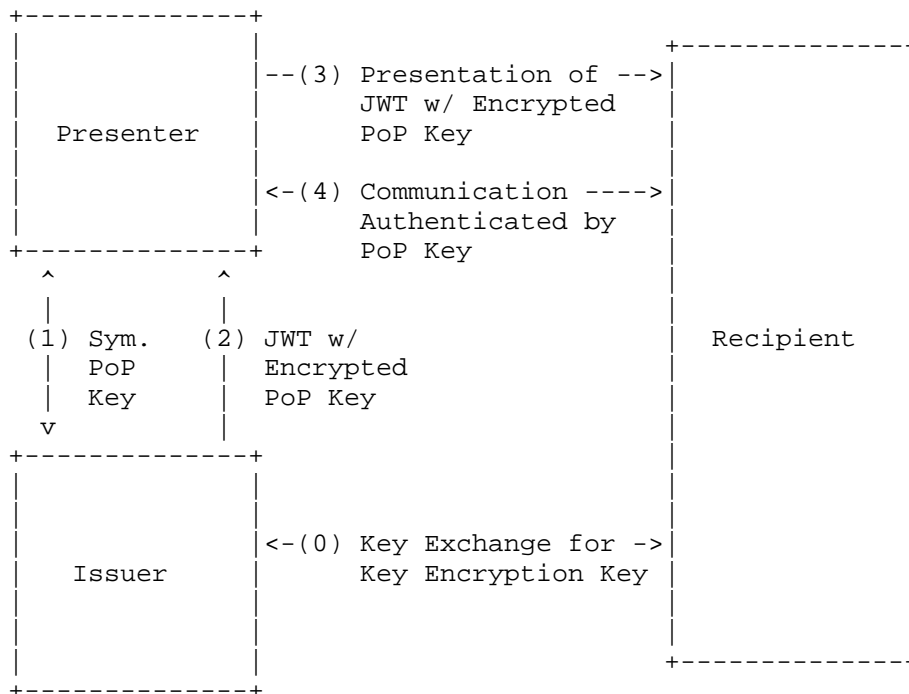 --(3) Presentation of -->
JWT w/ Encrypted
Presenter PoP Key
<-(4) Communication ---->
Authenticated by
PoP Key
(1) Sym. (2) JWT w/ Recipient
PoP Encrypted
Key PoP Key
<-(0) Key Exchange for ->
Issuer Key Encryption Key